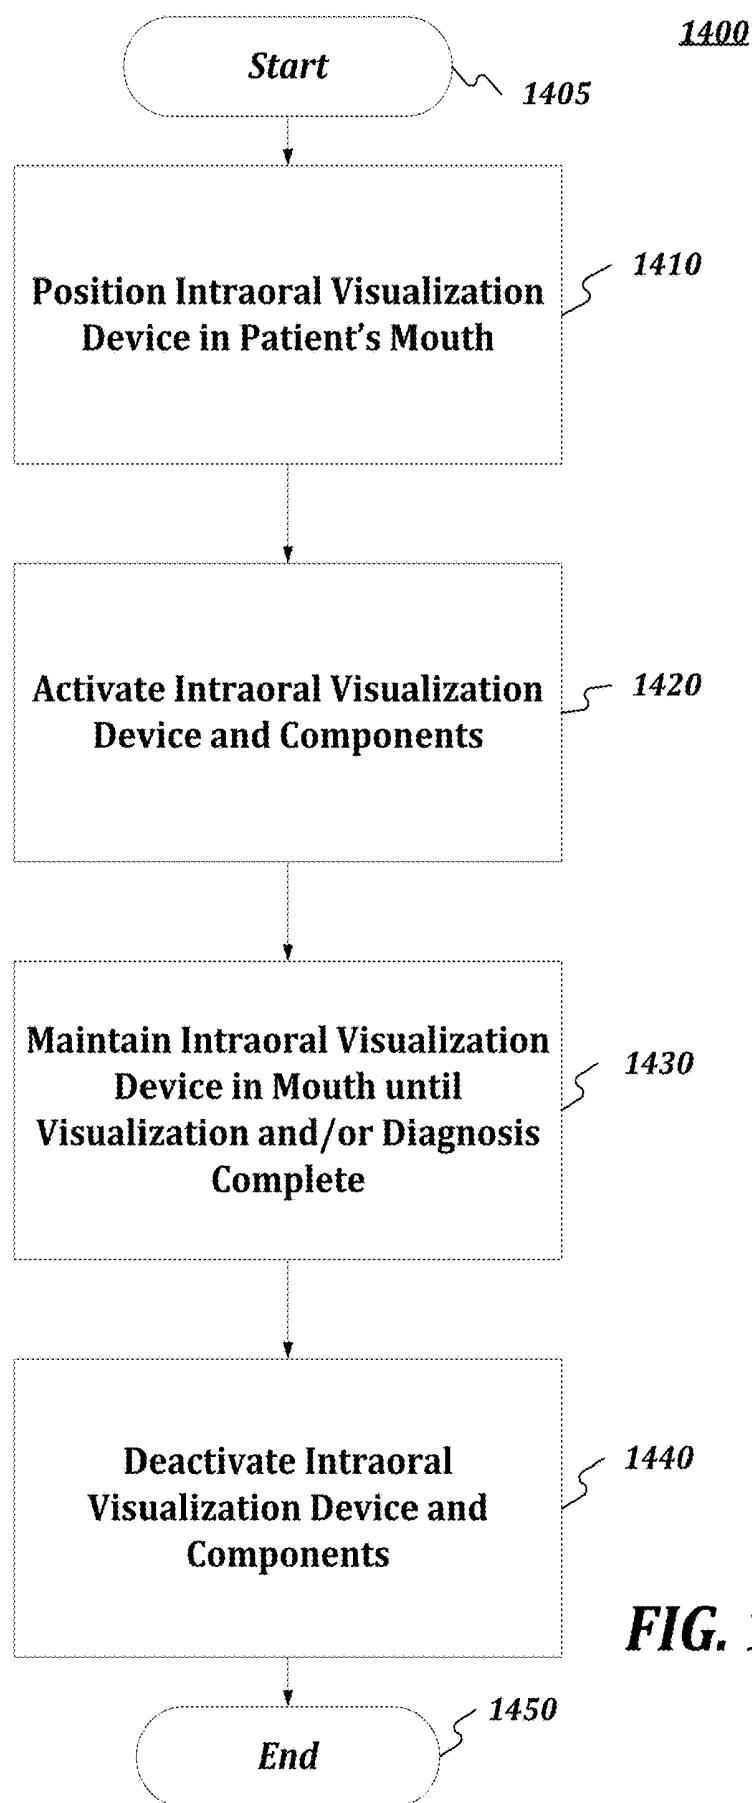 1400
Start
1405
Position Intraoral Visualization
Device in Patient's Mouth
1410
Activate Intraoral Visualization
Device and Components
1420
Maintain Intraoral Visualization
Device in Mouth until
Visualization and/or Diagnosis
Complete
1430
Deactivate Intraoral
Visualization Device and
Components
1440
FIG.
1450
End